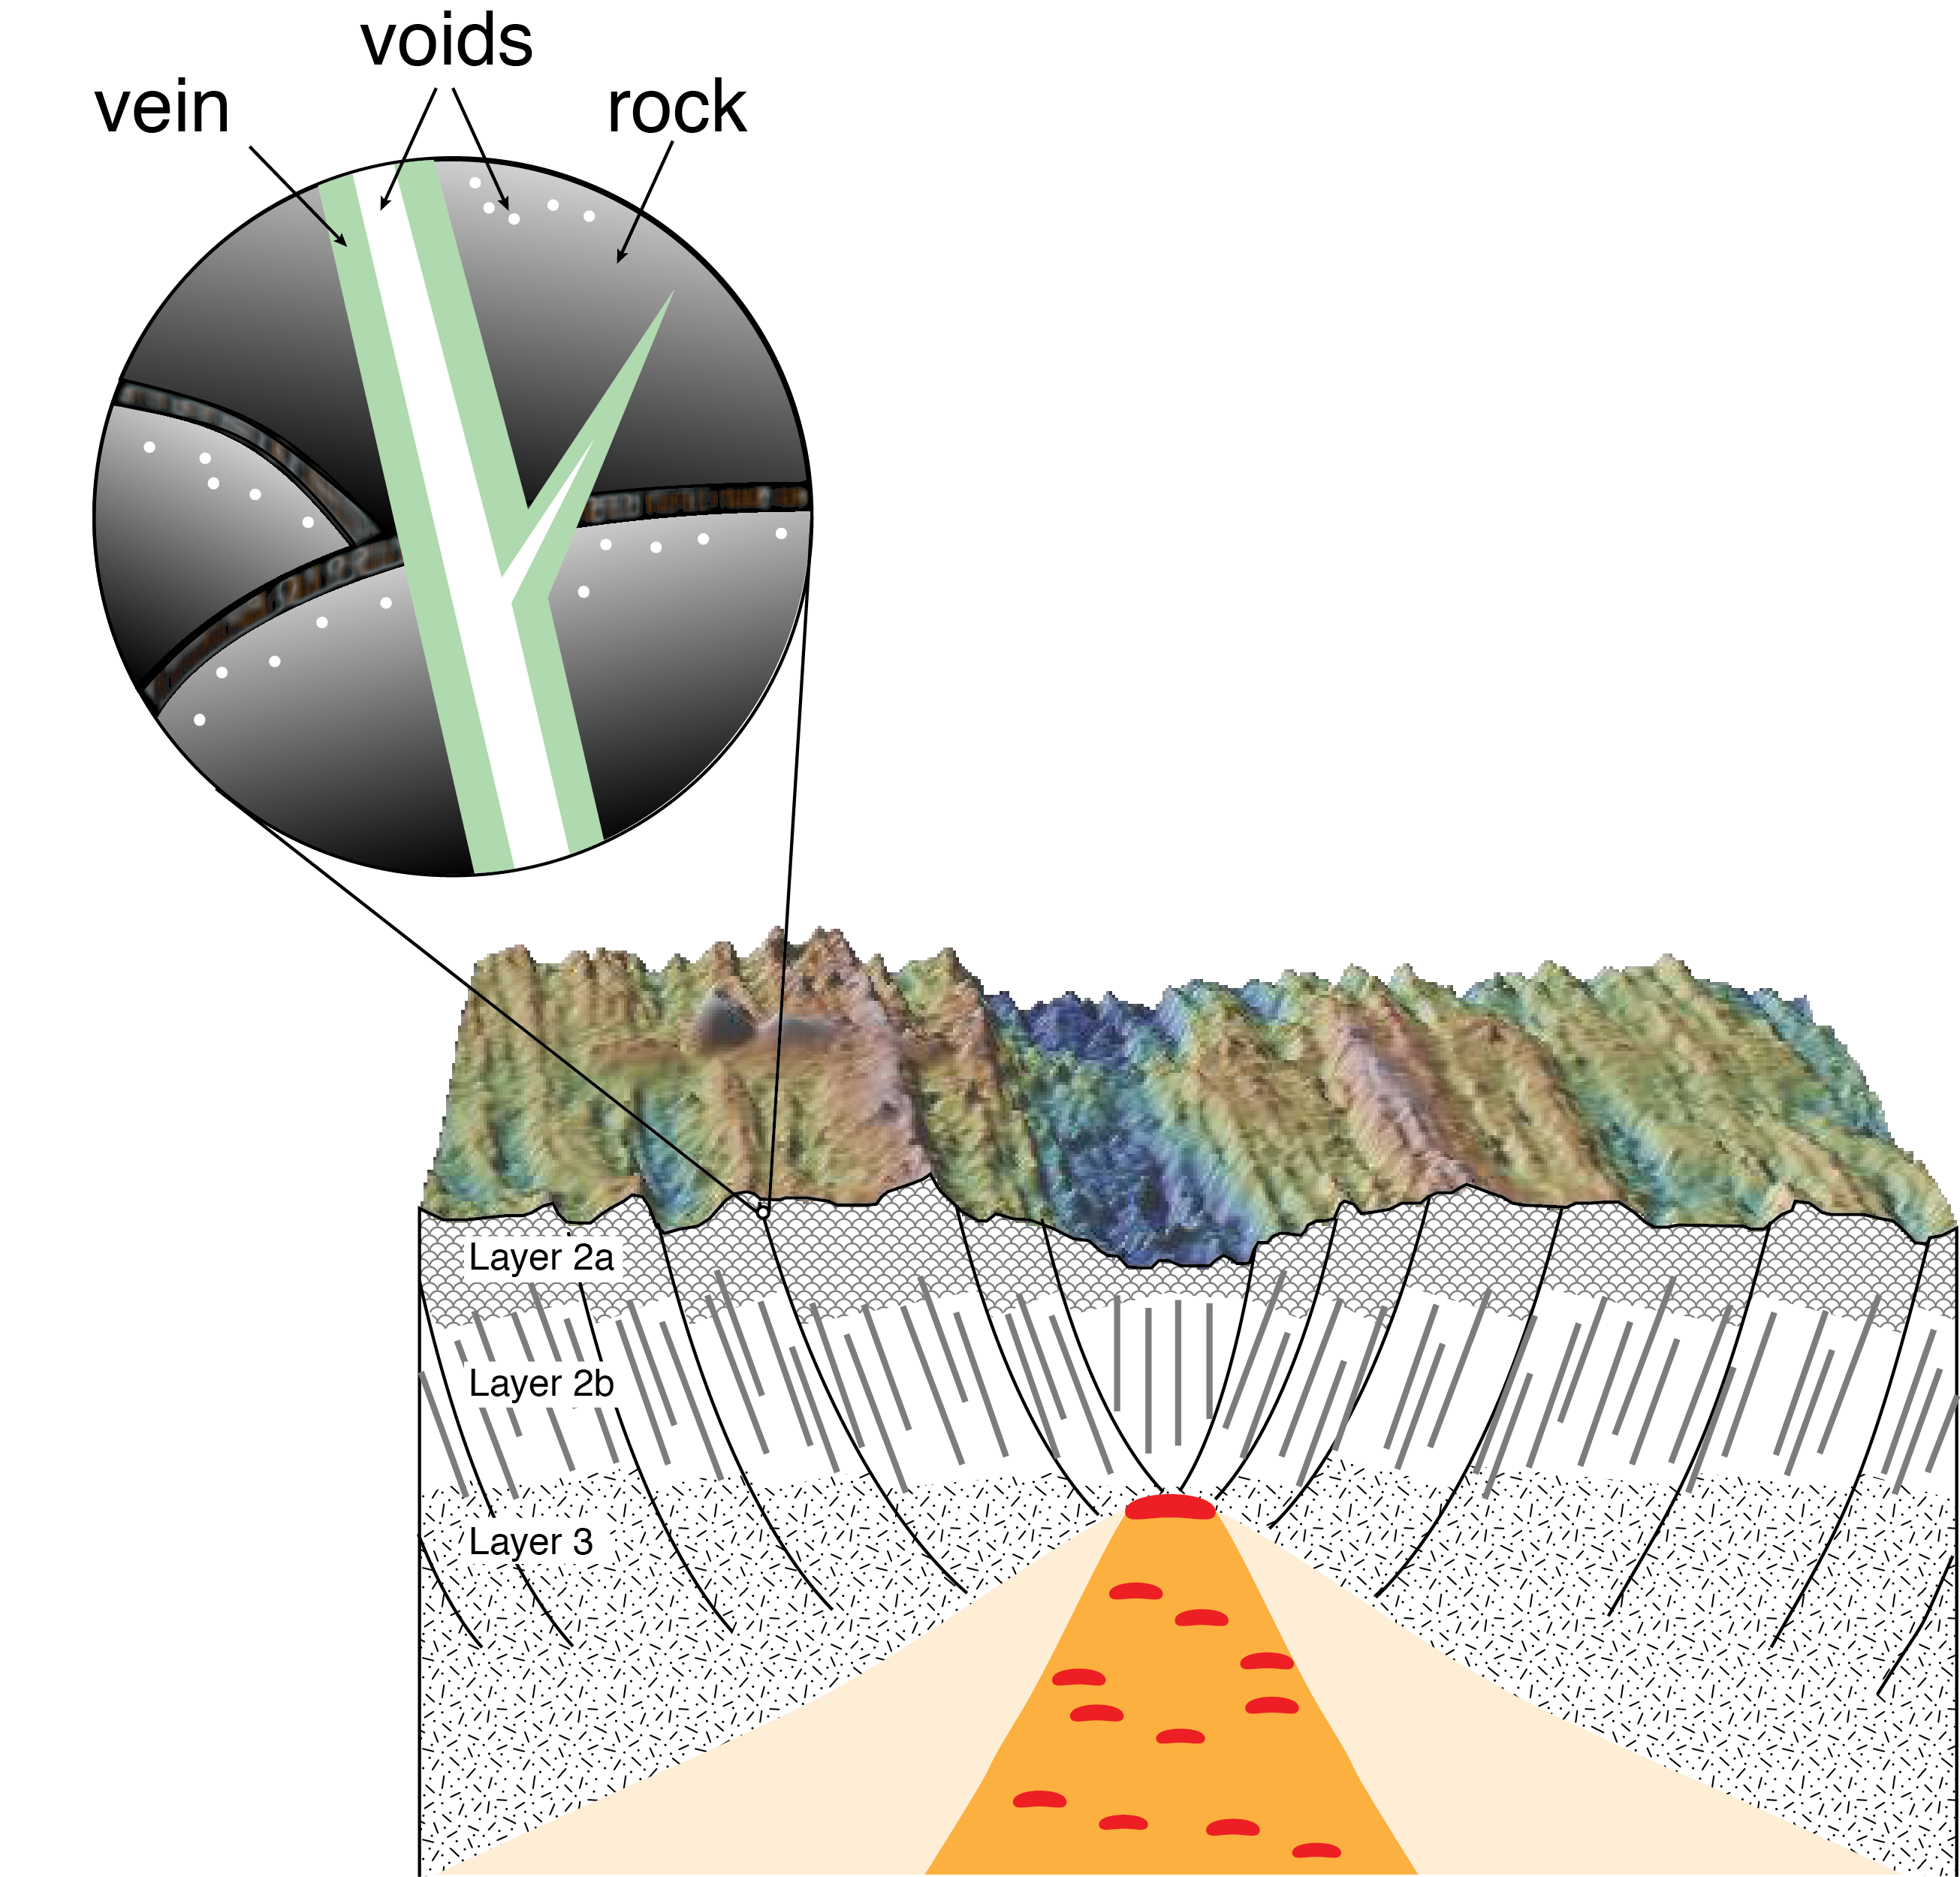 voids
vein
rock
Layer 2a
Layer 2b
Layer 3